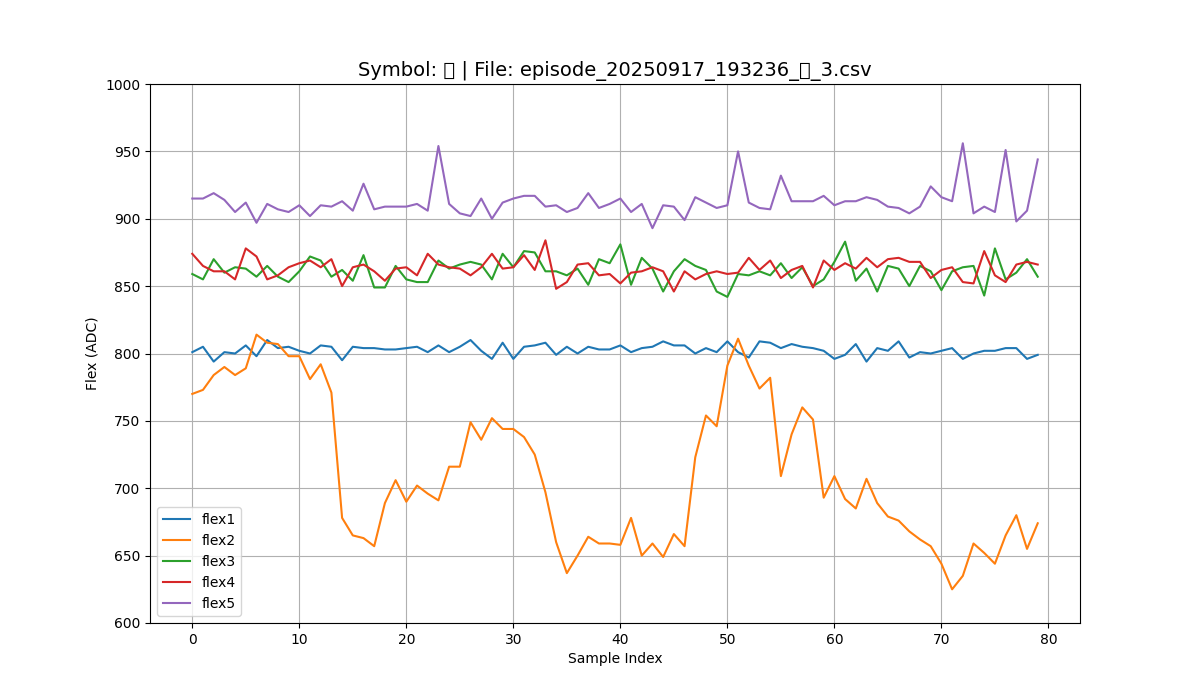 Symbol: | File: episode_20250917_193236_ _3.csv
1000
950
900
850
800
750
700
650
600
Flex (ADC)
flex1
flex2
flex3
flex4
flex5
0 10 20 30 40 50 60 70 80
Sample Index